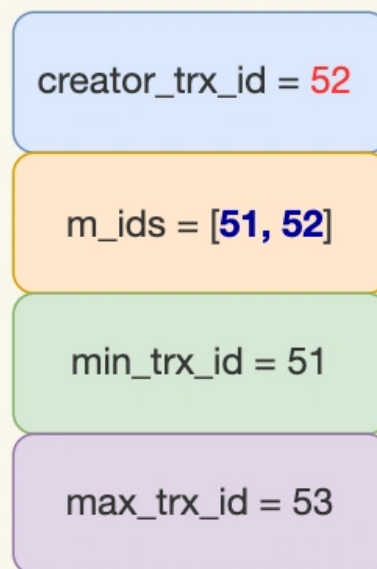 creator_trx_id = 52
m_ids = [51, 52]
min_trx_id = 51
max_trx_id = 53